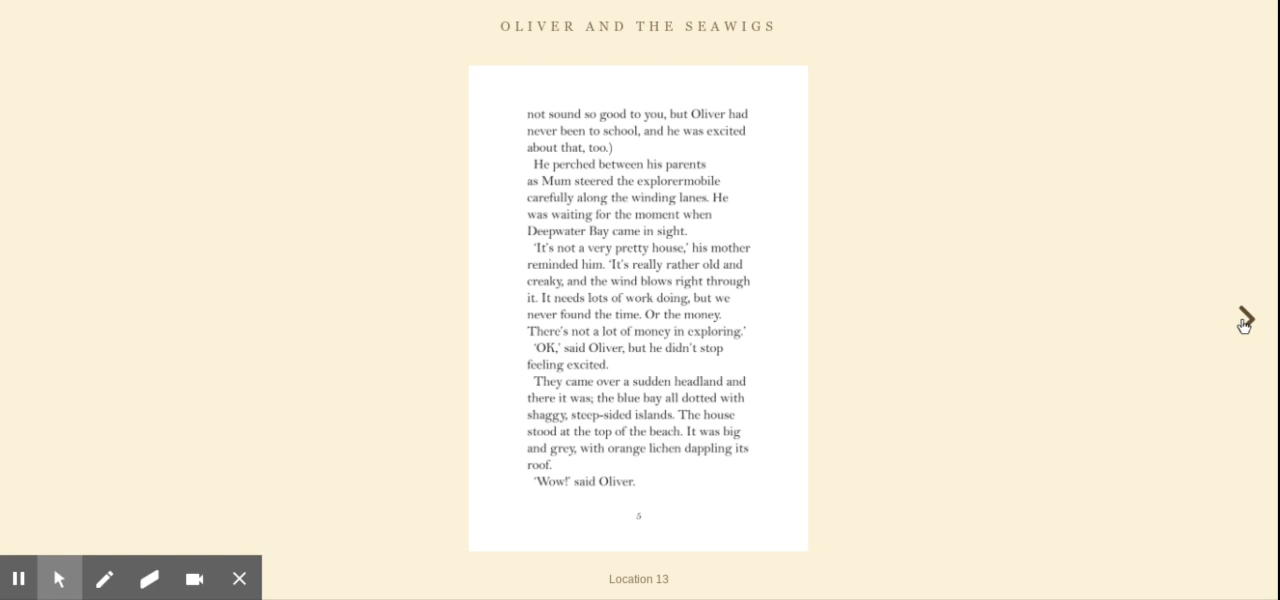 OLIVER AND THE SEAWIGS
not sound so good to you, but Oliver had
never been to school, and he was excited
about that, too.)
He perched between his parents
as Mum steered the explorermobile
carefully along the winding lanes. He
was waiting for the moment when
Deepwater Bay came in sight.
‘It’s not a very pretty house,’ his mother
reminded him. ‘It’s really rather old and
creaky, and the wind blows right through
it. It needs lots of work doing, but we
never found the time. Or the money.
There’s not a lot of money in exploring.’
‘OK,’ said Oliver, but he didn’t stop
feeling excited.
They came over a sudden headland and
there it was; the blue bay all dotted with
shaggy, steep-sided islands. The house
stood at the top of the beach. It was big
and grey, with orange lichen dappling its
roof.
‘Wow!’ said Oliver.
5
Location 13